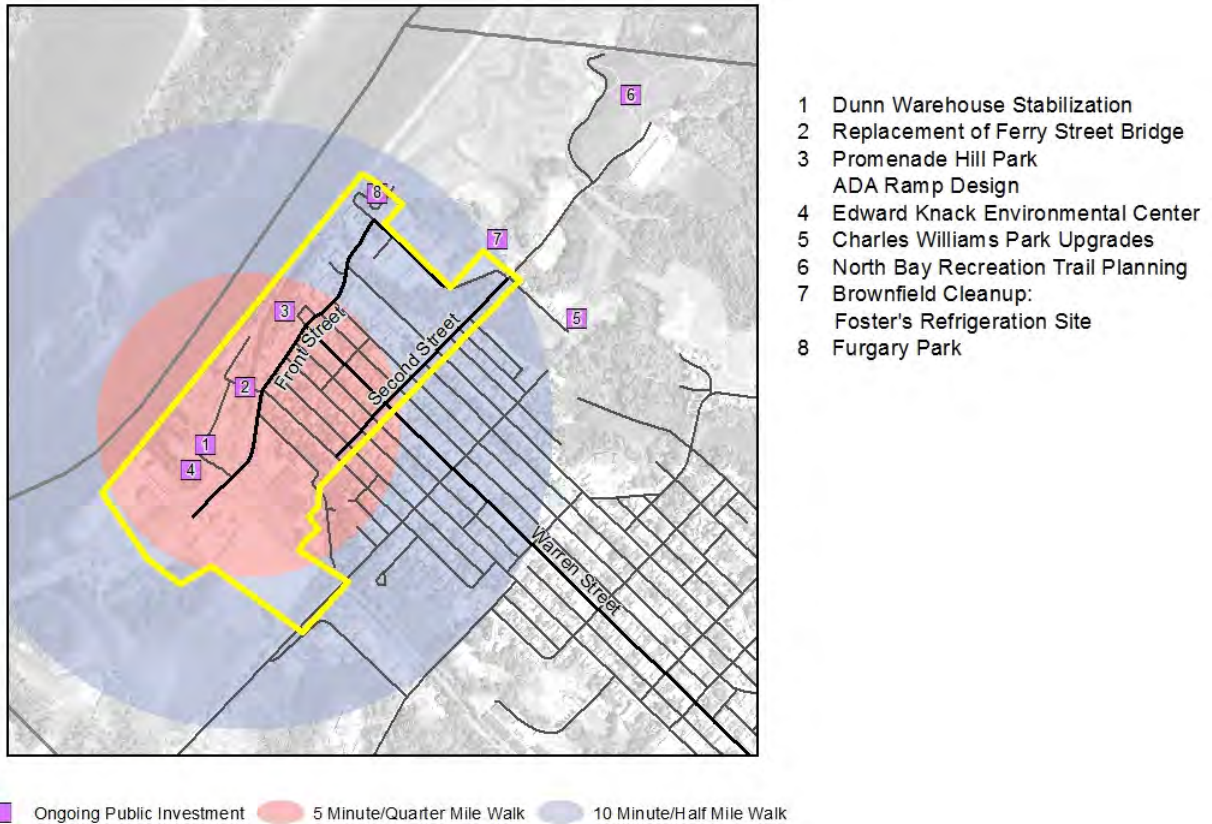 6
8
7
3
5
Front Street
Second Street
2
1
4
Warren Street
1 Dunn Warehouse Stabilization
2 Replacement of Ferry Street Bridge
3 Promenade Hill Park
ADA Ramp Design
4 Edward Knack Environmental Center
5 Charles Williams Park Upgrades
6 North Bay Recreation Trail Planning
7 Brownfield Cleanup:
Foster's Refrigeration Site
8 Furgary Park
Ongoing Public Investment 5 Minute/Quarter Mile Walk 10 Minute/Half Mile Walk